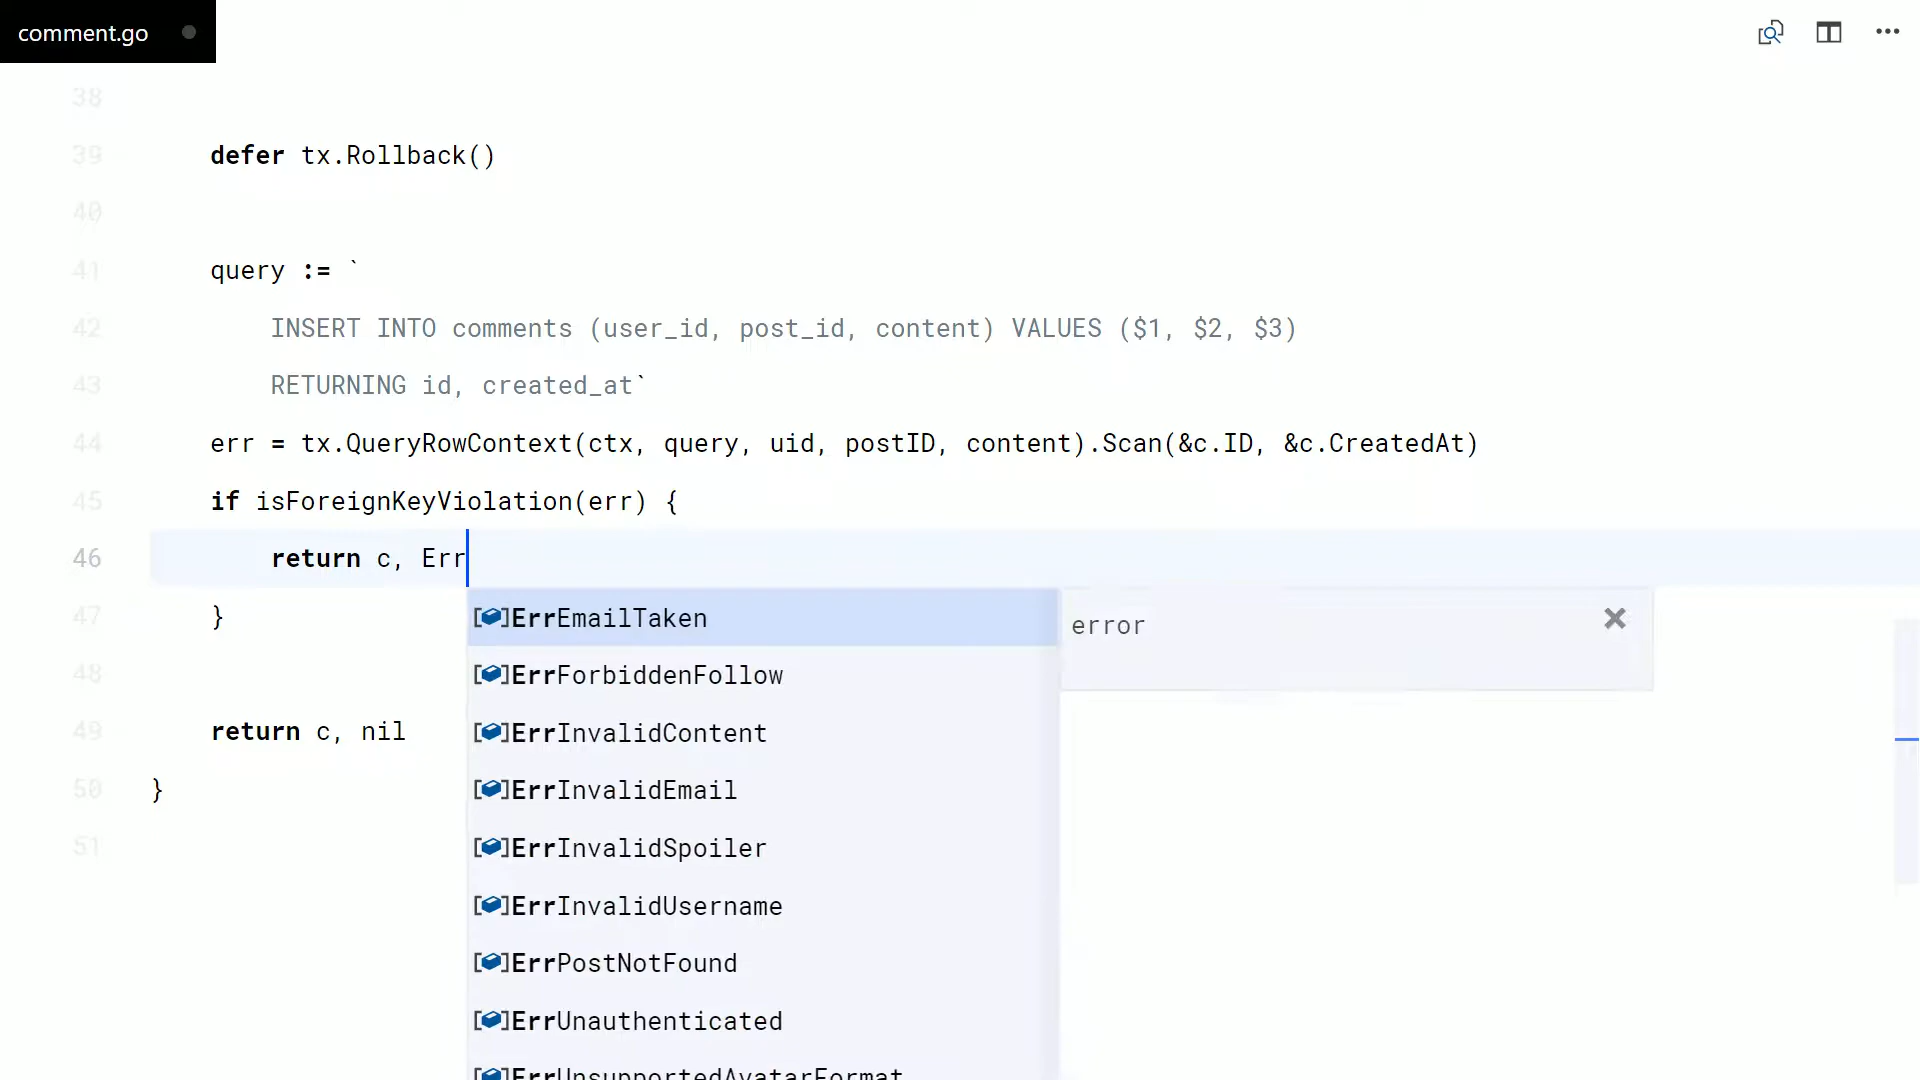 comment.go
38
39 defer tx.Rollback()
40
41 query := `
42 INSERT INTO comments (user_id, post_id, content) VALUES ($1, $2, $3)
43 RETURNING id, created_at`
44 err = tx.QueryRowContext(ctx, query, uid, postID, content).Scan(&c.ID, &c.CreatedAt)
45 if isForeignKeyViolation(err) {
46 return c, Err
47 }
ErrEmailTaken error
48
ErrForbiddenFollow
49 return c, nil
ErrInvalidContent
50 }
ErrInvalidEmail
51
ErrInvalidSpoiler
ErrInvalidUsername
ErrPostNotFound
ErrUnauthenticated
ErrUnsupportedAvatarFormat